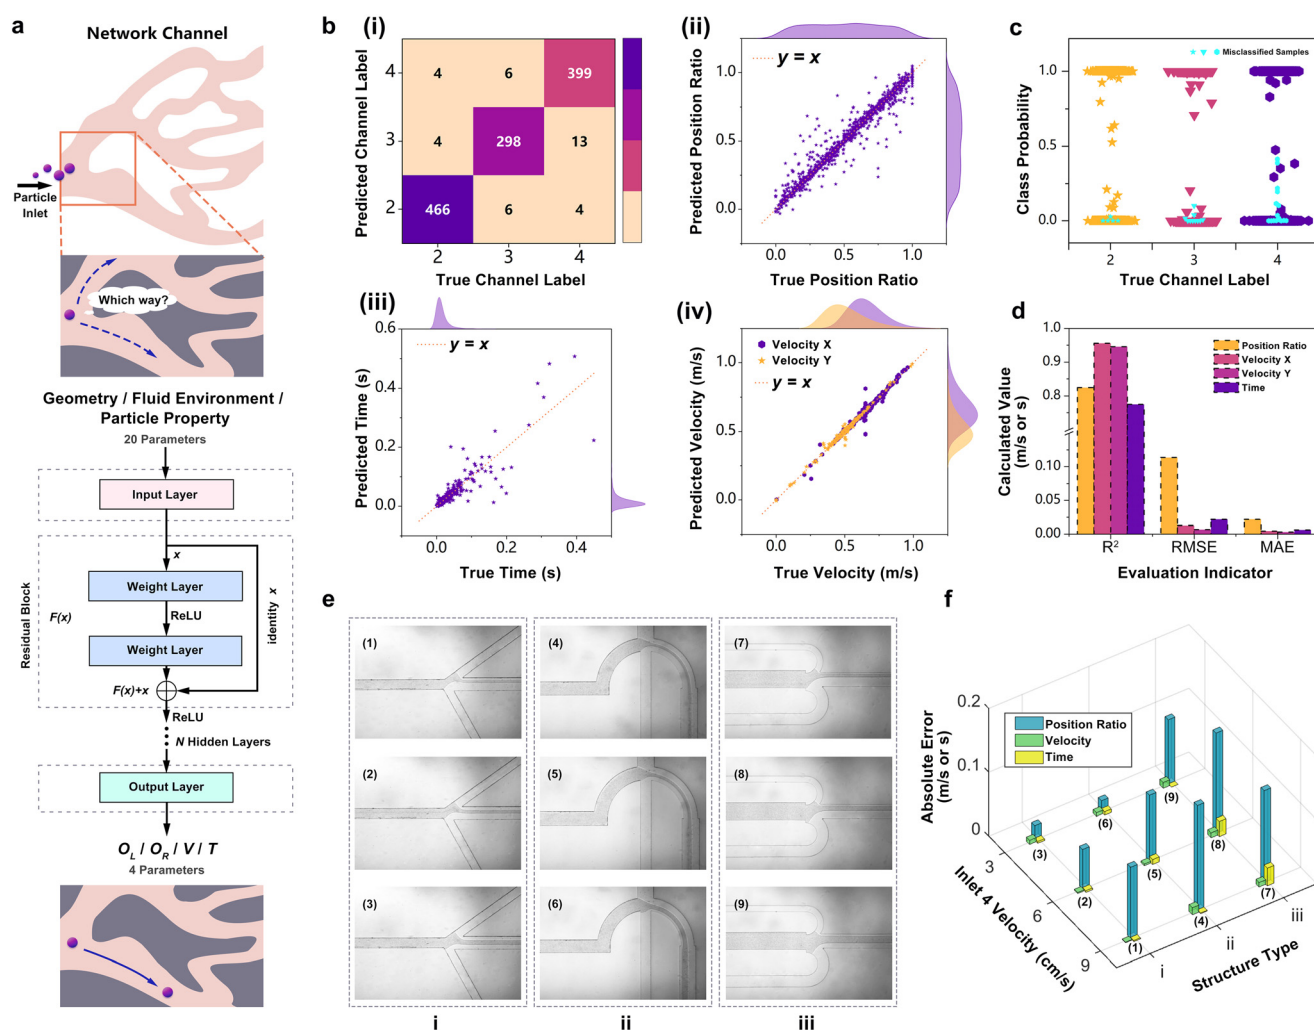 a
Network Channel
Particle
Inlet
Which way?
Geometry / Fluid Environment /
Particle Property
20 Parameters
Input Layer
x
Weight Layer
ReLU
Weight Layer
F(x)
F(x)+x
identity x
Residual Block
ReLU
N Hidden Layers
Output Layer
O_L / O_R / V / T
4 Parameters
b
(i)
Predicted Channel Label
4
3
2
4 6 399
4 298 13
466 6 4
2 3 4
True Channel Label
(ii)
y = x
Predicted Position Ratio
1.0
0.5
0.0
0.0 0.5 1.0
True Position Ratio
(iii)
y = x
Predicted Time (s)
0.6
0.4
0.2
0.0
0.0 0.2 0.4
True Time (s)
(iv)
Velocity X
Velocity Y
y = x
Predicted Velocity (m/s)
1.0
0.5
0.0
0.0 0.5 1.0
True Velocity (m/s)
c
Misclassified Samples
Class Probability
1.0
0.5
0.0
2 3 4
True Channel Label
d
Position Ratio
Velocity X
Velocity Y
Time
Calculated Value
(m/s or s)
1.0
0.9
0.8
0.10
0.05
0.00
R² RMSE MAE
Evaluation Indicator
e
(1)
(2)
(3)
i
(4)
(5)
(6)
ii
(7)
(8)
(9)
iii
f
Position Ratio
Velocity
Time
Absolute Error
(m/s or s)
0.2
0.1
0
3
6
9
Inlet 4 Velocity (cm/s)
(9)
(6)
(3)
(8)
(5)
(2)
(7)
(4)
(1)
i
ii
iii
Structure Type